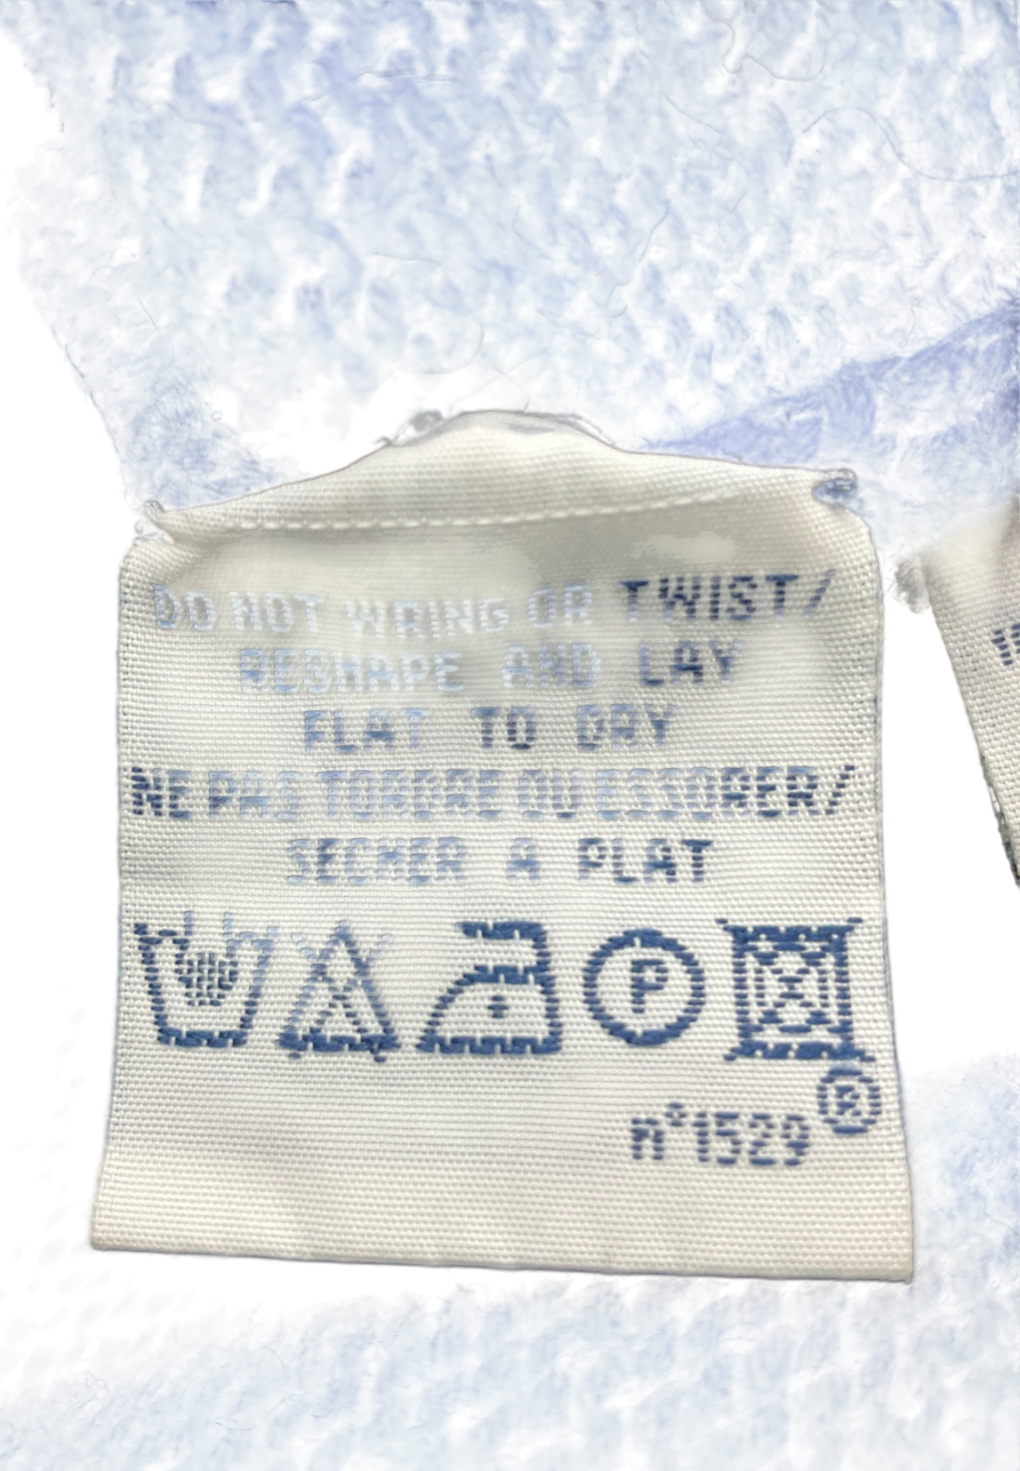 DO NOT WRING OR TWIST/
RESHAPE AND LAY
FLAT TO DRY
NE PAS TORDRE OU ESSORER/
SECHER A PLAT
P
n°1529®